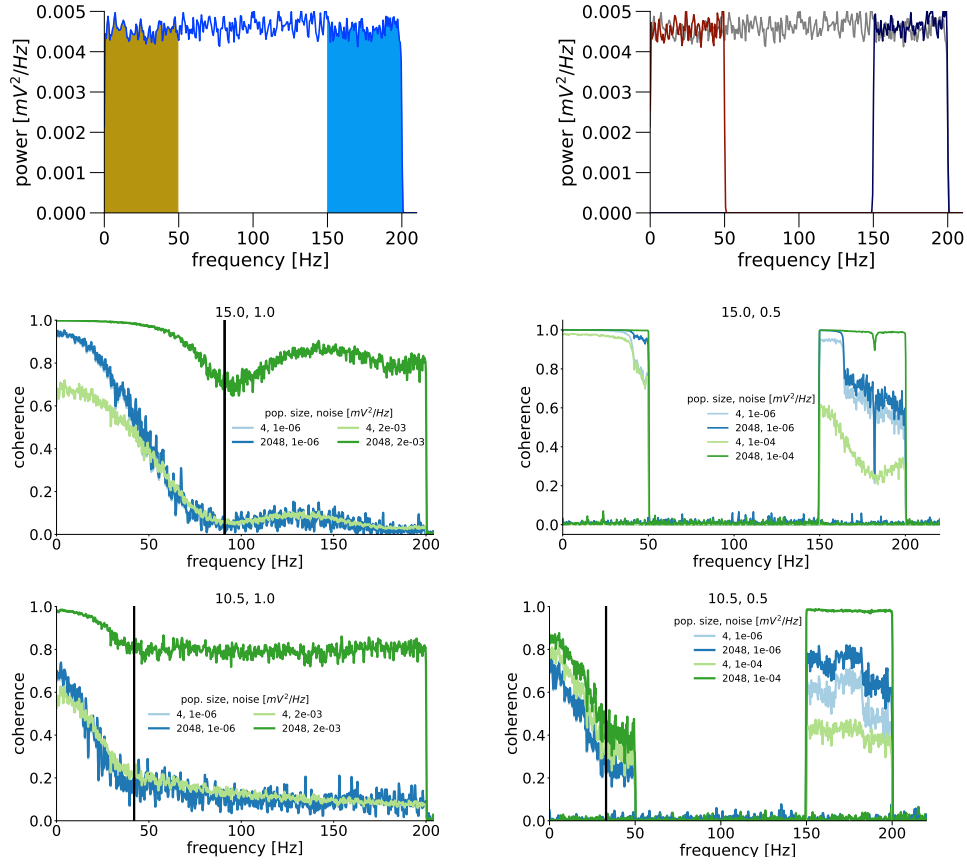 0.005
0.004
0.003
0.002
0.001
0.000
power [mV²/Hz]
0 50 100 150 200
frequency [Hz]
0.005
0.004
0.003
0.002
0.001
0.000
power [mV²/Hz]
0 50 100 150 200
frequency [Hz]
15.0, 1.0
1.0
0.8
0.6
0.4
0.2
0.0
coherence
pop. size, noise [mV²/Hz]
4, 1e-06 4, 2e-03
2048, 1e-06 2048, 2e-03
0 50 100 150 200
frequency [Hz]
15.0, 0.5
1.0
0.8
0.6
0.4
0.2
0.0
coherence
pop. size, noise [mV²/Hz]
4, 1e-06
2048, 1e-06
4, 1e-04
2048, 1e-04
0 50 100 150 200
frequency [Hz]
10.5, 1.0
1.0
0.8
0.6
0.4
0.2
0.0
coherence
pop. size, noise [mV²/Hz]
4, 1e-06 4, 2e-03
2048, 1e-06 2048, 2e-03
0 50 100 150 200
frequency [Hz]
10.5, 0.5
1.0
0.8
0.6
0.4
0.2
0.0
coherence
pop. size, noise [mV²/Hz]
4, 1e-06
2048, 1e-06
4, 1e-04
2048, 1e-04
0 50 100 150 200
frequency [Hz]